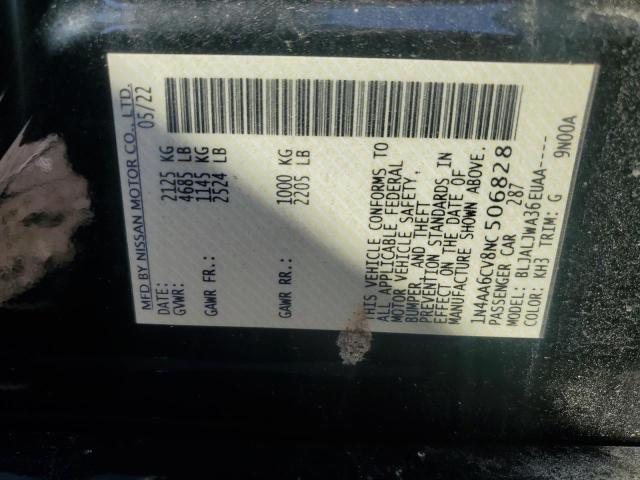 MFD BY NISSAN MOTOR CO., LTD.
DATE: 05/22
GVWR: 2125 KG
4685 LB
GAWR FR: 1145 KG
2524 LB
GAWR RR: 1000 KG
2205 LB
THIS VEHICLE CONFORMS TO
ALL APPLICABLE FEDERAL
MOTOR VEHICLE SAFETY,
BUMPER, AND THEFT
PREVENTION STANDARDS IN
EFFECT ON THE DATE OF
MANUFACTURE SHOWN ABOVE.
1N4AA6CV8NC506828
PASSENGER CAR 287
MODEL: BLJALJWA36EUAA-----
COLOR: KH3 TRIM: G 9N00A